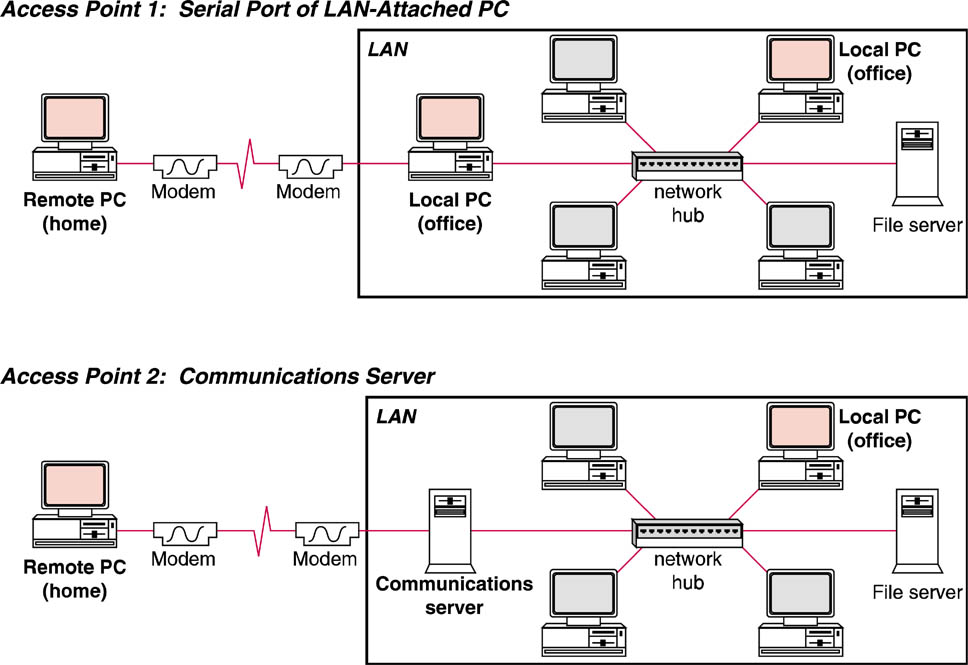 Access Point 1: Serial Port of LAN-Attached PC
LAN
Local PC
(office)
Modem
Modem
Remote PC
(home)
Local PC
(office)
network
hub
File server
Access Point 2: Communications Server
LAN
Local PC
(office)
Modem
Modem
Remote PC
(home)
Communications
server
network
hub
File server